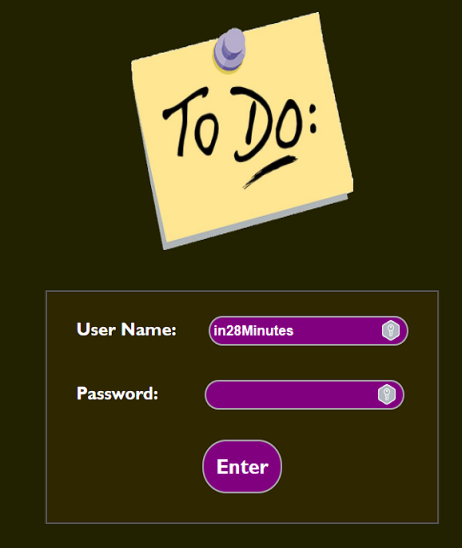 To Do:
User Name:
in28Minutes
Password:
Enter